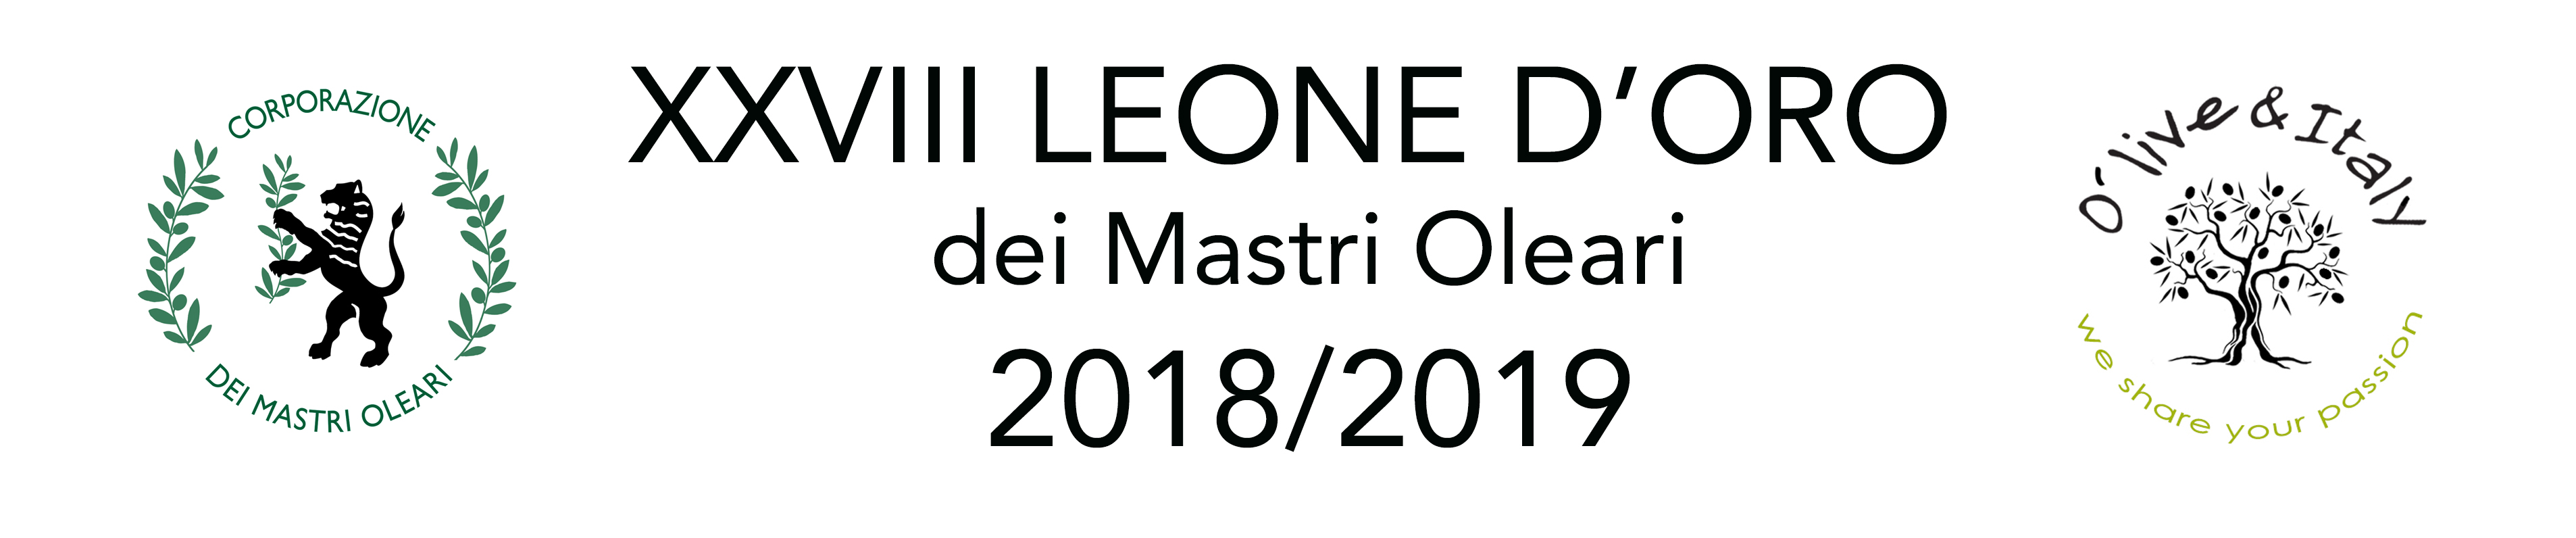 CORPORAZIONE
DEI MASTRI OLEARI
XXVIII LEONE D'ORO
dei Mastri Oleari
2018/2019
O'live & Italy
we share your passion